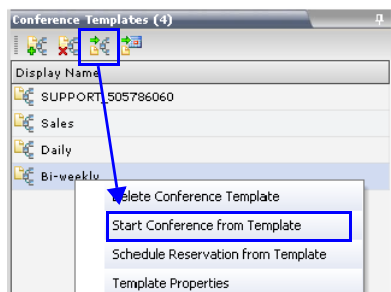 Conference Templates (4)
Display Name
SUPPORT_505786060
Sales
Daily
Bi-weekly
Delete Conference Template
Start Conference from Template
Schedule Reservation from Template
Template Properties